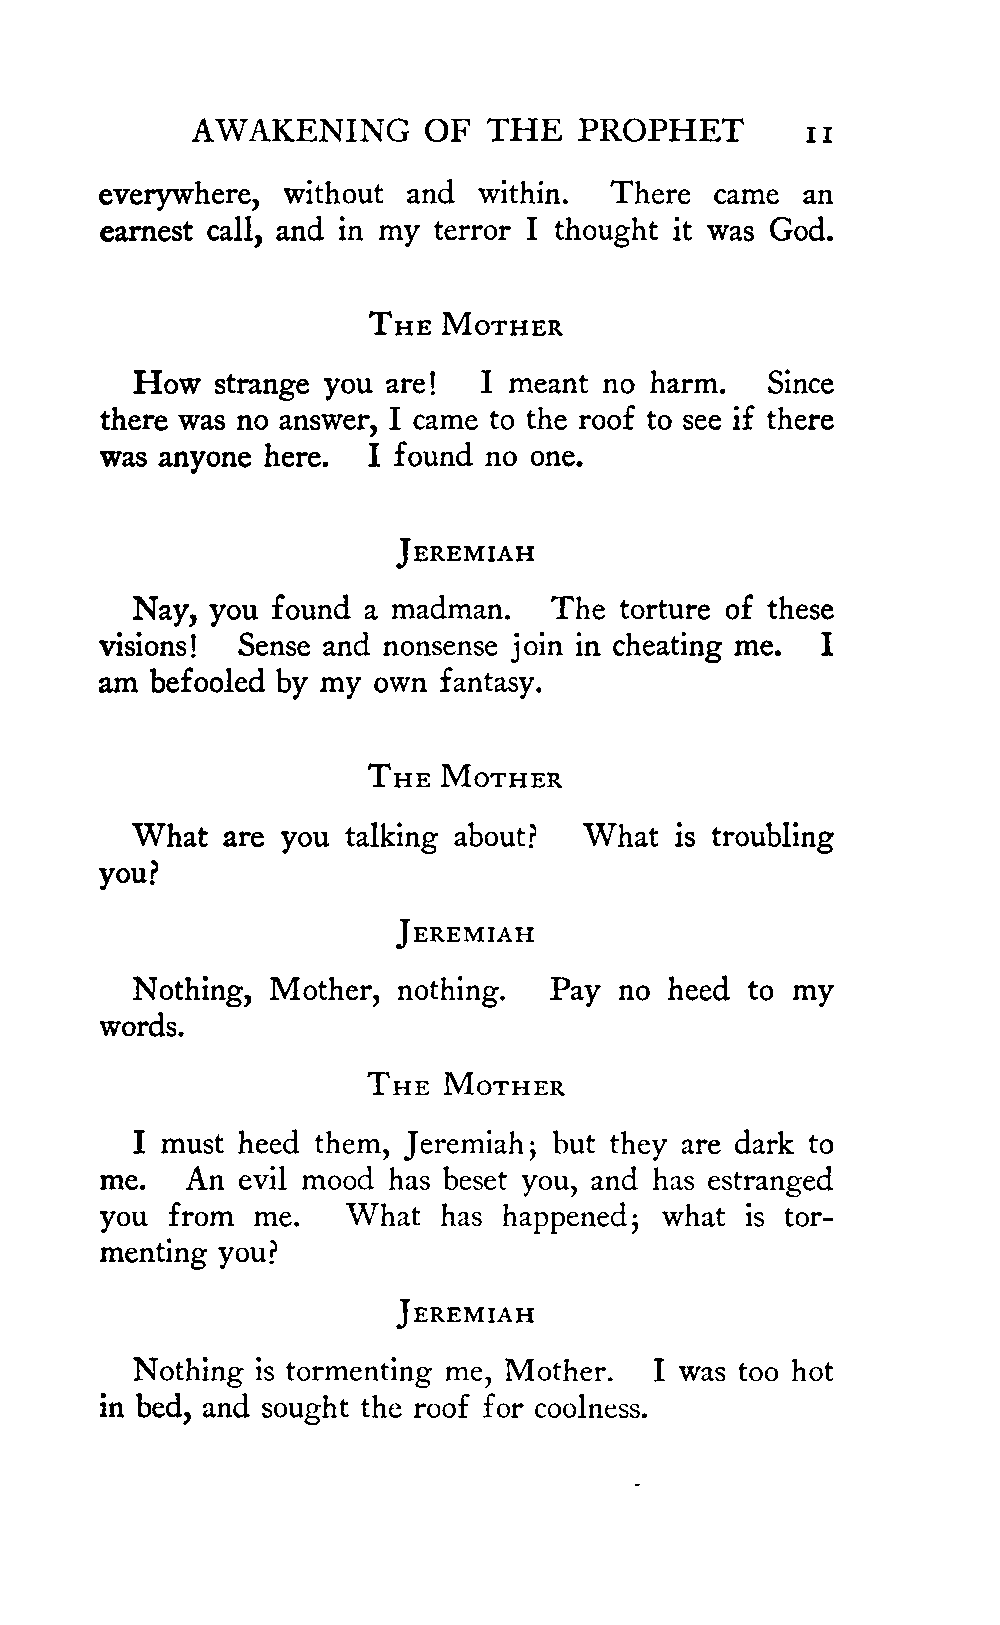 AWAKENING OF THE PROPHET 11
everywhere, without and within. There came an
earnest call, and in my terror I thought it was God.
THE MOTHER
How strange you are! I meant no harm. Since
there was no answer, I came to the roof to see if there
was anyone here. I found no one.
JEREMIAH
Nay, you found a madman. The torture of these
visions! Sense and nonsense join in cheating me. I
am befooled by my own fantasy.
THE MOTHER
What are you talking about? What is troubling
you?
JEREMIAH
Nothing, Mother, nothing. Pay no heed to my
words.
THE MOTHER
I must heed them, Jeremiah; but they are dark to
me. An evil mood has beset you, and has estranged
you from me. What has happened; what is tor-
menting you?
JEREMIAH
Nothing is tormenting me, Mother. I was too hot
in bed, and sought the roof for coolness.